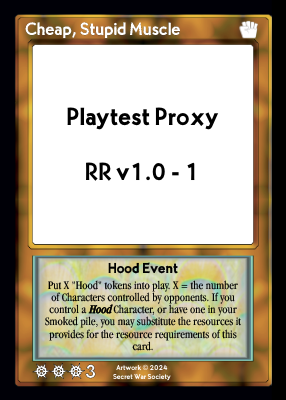 Cheap, Stupid Muscle
Playtest Proxy
RR v1.0 - 1
Hood Event
Put X "Hood" tokens into play. X = the number
of Characters controlled by opponents. If you
control a Hood Character, or have one in your
Smoked pile, you may substitute the resources it
provides for the resource requirements of this
card.
3
Artwork © 2024
Secret War Society